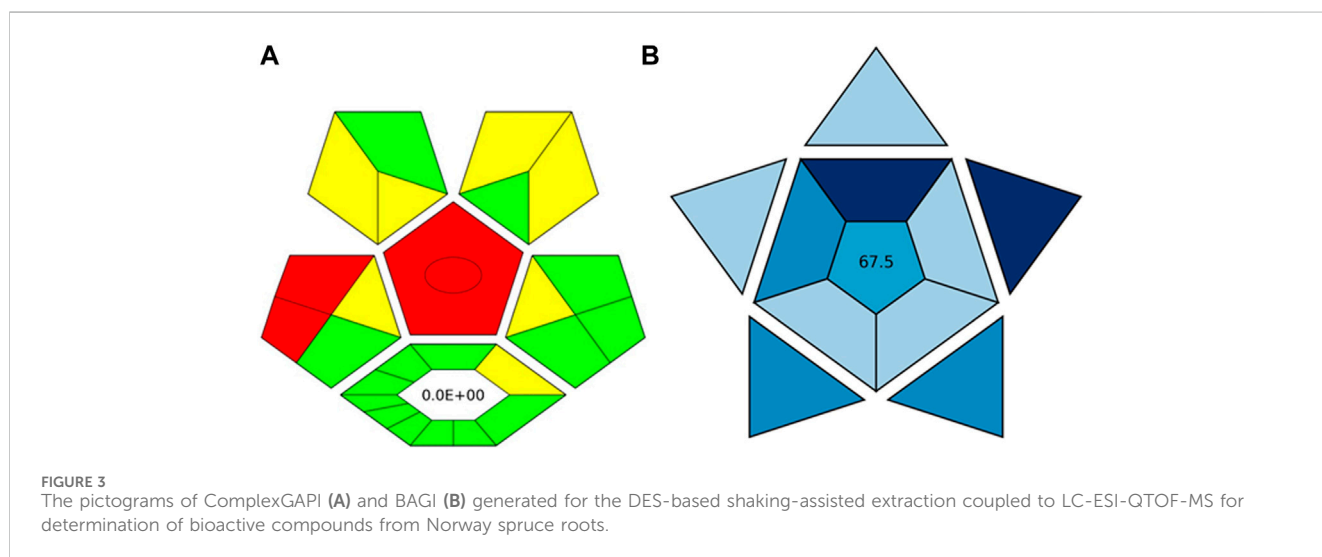 A
B
67.5
0.0E+00
FIGURE 3
The pictograms of ComplexGAPI (A) and BAGI (B) generated for the DES-based shaking-assisted extraction coupled to LC-ESI-QTOF-MS for
determination of bioactive compounds from Norway spruce roots.